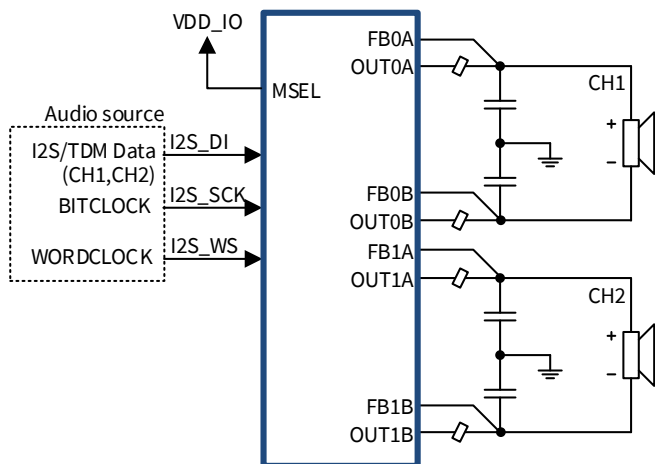 VDD_IO
MSEL
Audio source
I2S/TDM Data
(CH1,CH2)
BITCLOCK
WORDCLOCK
I2S_DI
I2S_SCK
I2S_WS
FB0A
OUT0A
FB0B
OUT0B
FB1A
OUT1A
FB1B
OUT1B
CH1
+
–
CH2
+
–